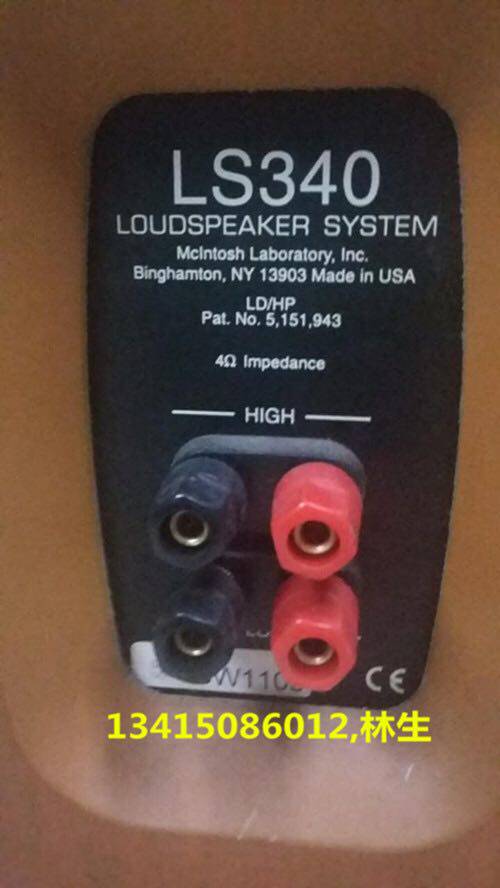 LS340
LOUDSPEAKER SYSTEM
McIntosh Laboratory, Inc.
Binghamton, NY 13903 Made in USA
LD/HP
Pat. No. 5,151,943
4Ω Impedance
HIGH
CE
13415086012,林生